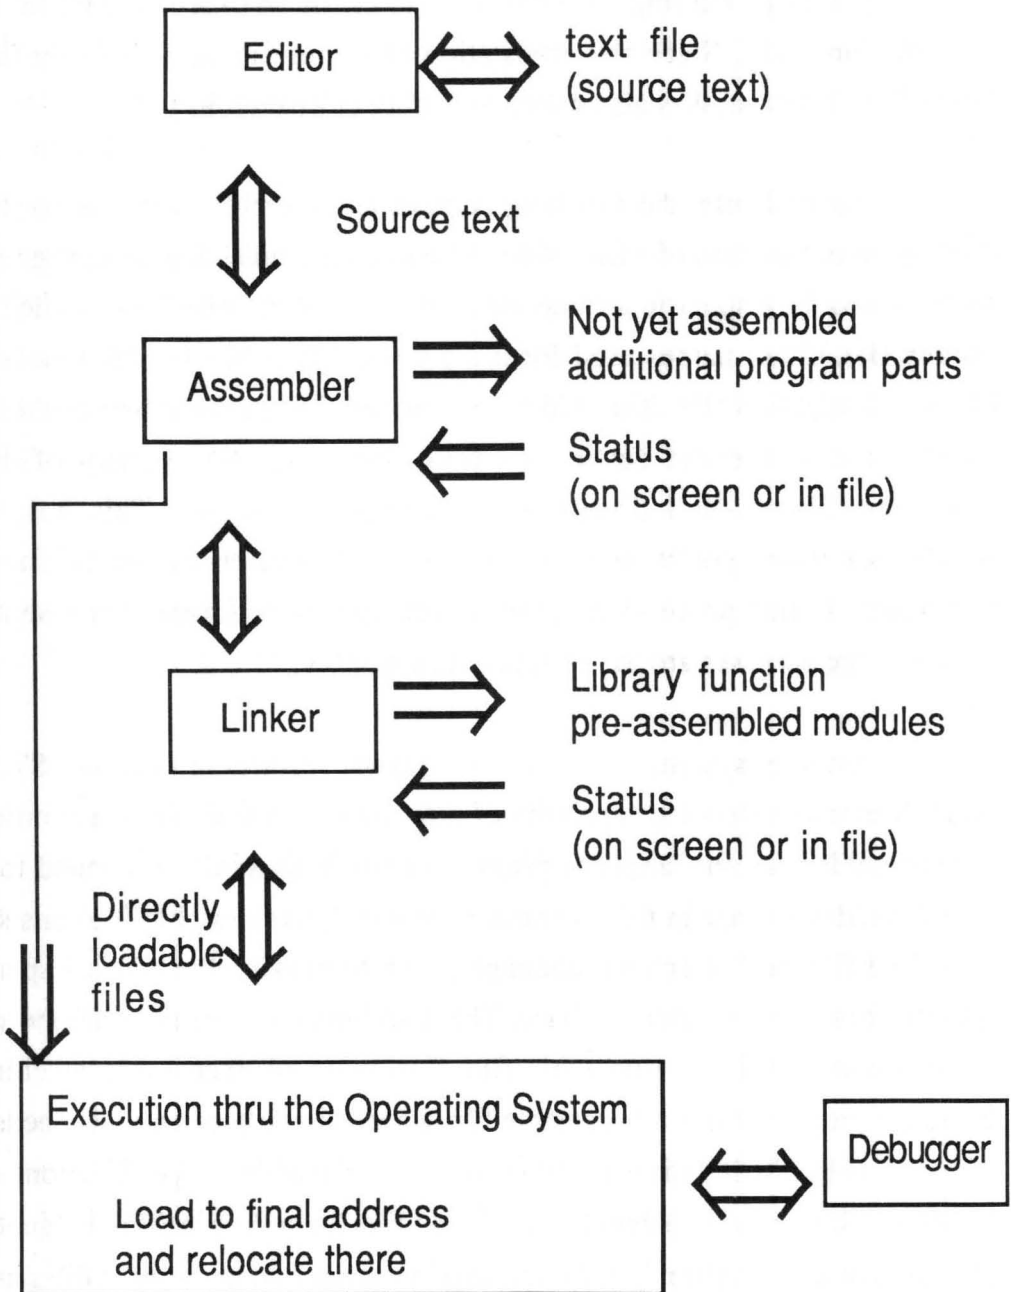 Editor
text file
(source text)
Source text
Not yet assembled
additional program parts
Assembler
Status
(on screen or in file)
Library function
pre-assembled modules
Linker
Status
(on screen or in file)
Directly
loadable
files
Execution thru the Operating System
Load to final address
and relocate there
Debugger